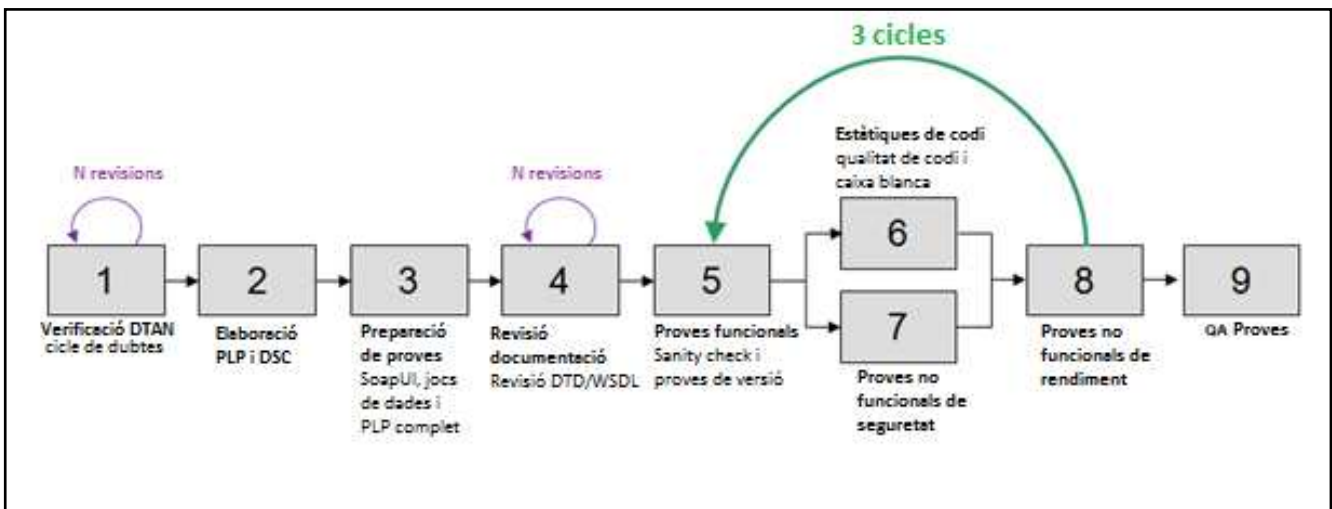 3 cicles
N revisions
N revisions
Estàtiques de codi
qualitat de codi i
caixa blanca
1
2
3
4
5
6
7
8
9
Verificació DTAN
cicle de dubtes
Elaboració
PLP i DSC
Preparació
de proves
SoapUI, jocs
de dades i
PLP complet
Revisió
documentació
Revisió DTD/WSDL
Proves funcionals
Sanity check i
proves de versió
Proves no
funcionals de
seguretat
Proves no
funcionals de
rendiment
QA Proves